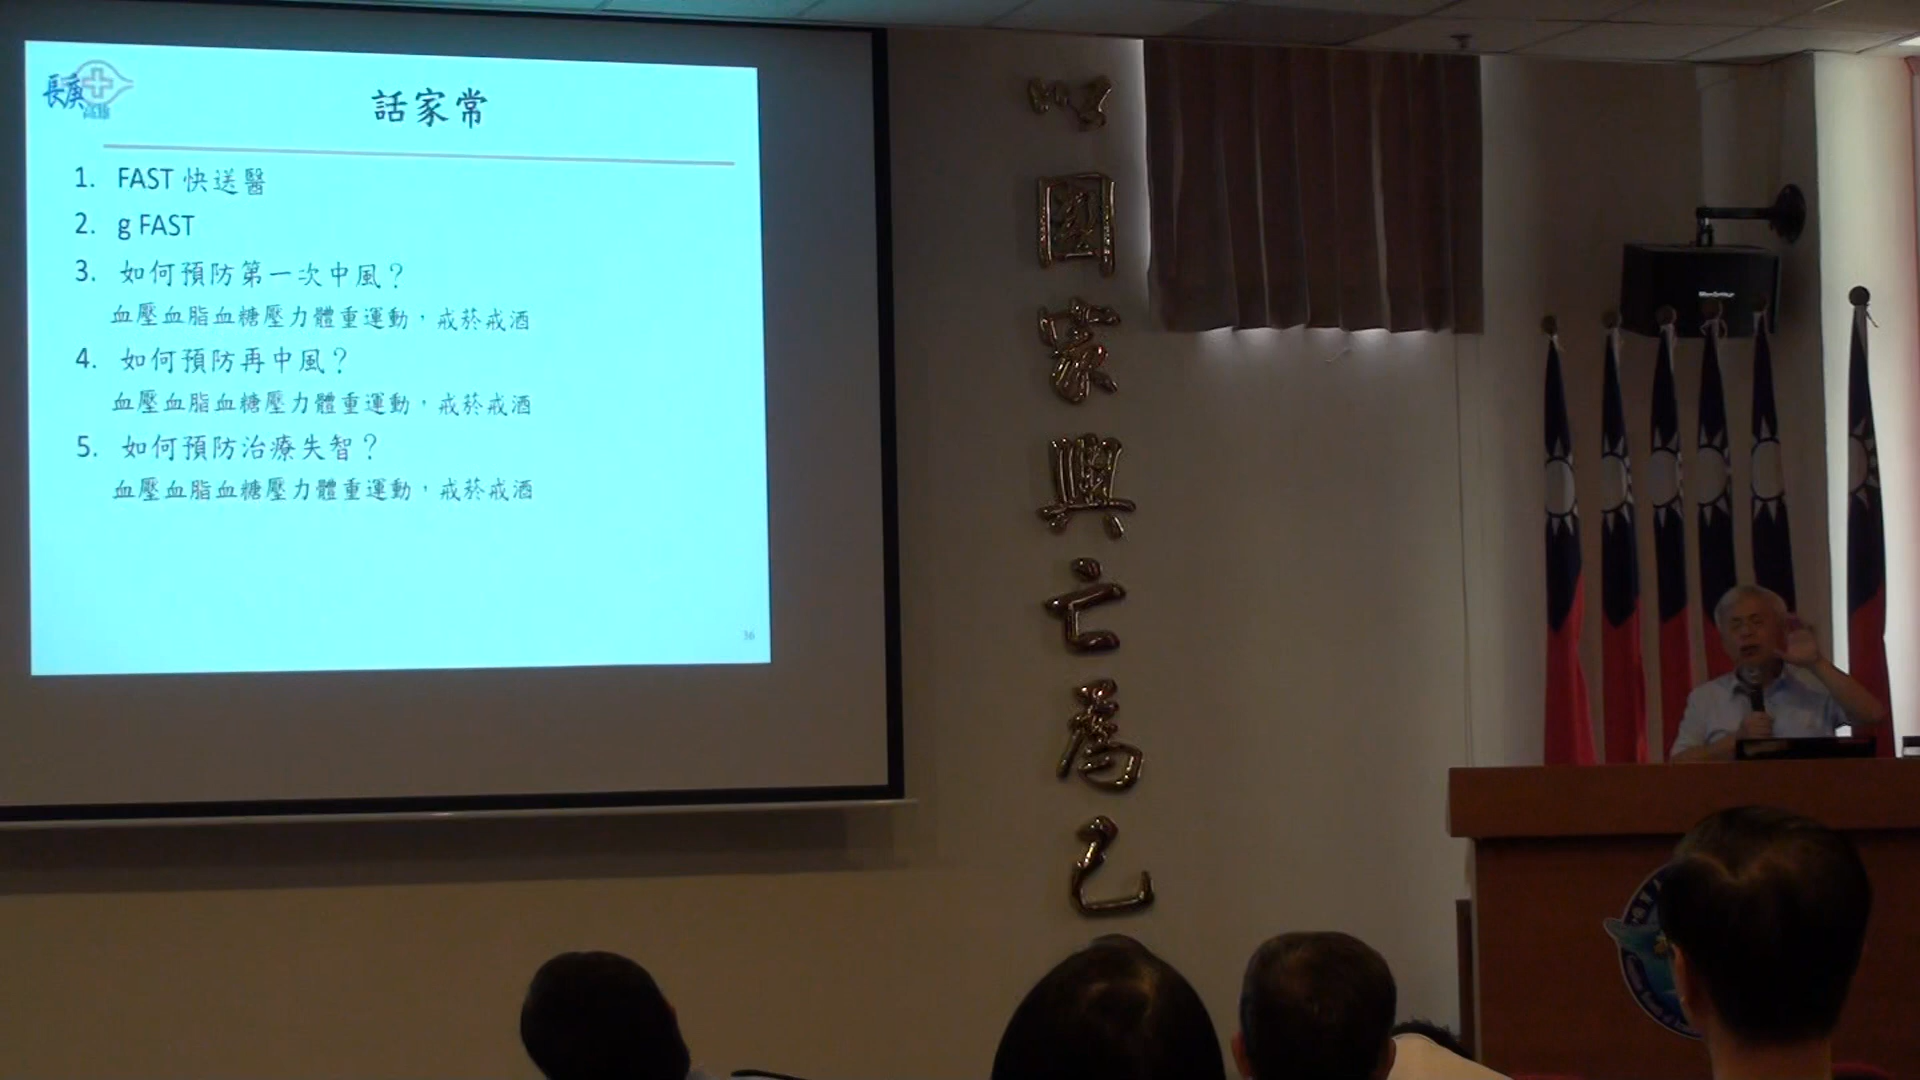 長庚
高雄
話家常
1. FAST 快送醫
2. g FAST
3. 如何預防第一次中風？
血壓血脂血糖壓力體重運動，戒菸戒酒
4. 如何預防再中風？
血壓血脂血糖壓力體重運動，戒菸戒酒
5. 如何預防治療失智？
血壓血脂血糖壓力體重運動，戒菸戒酒
36
以國家興亡為己